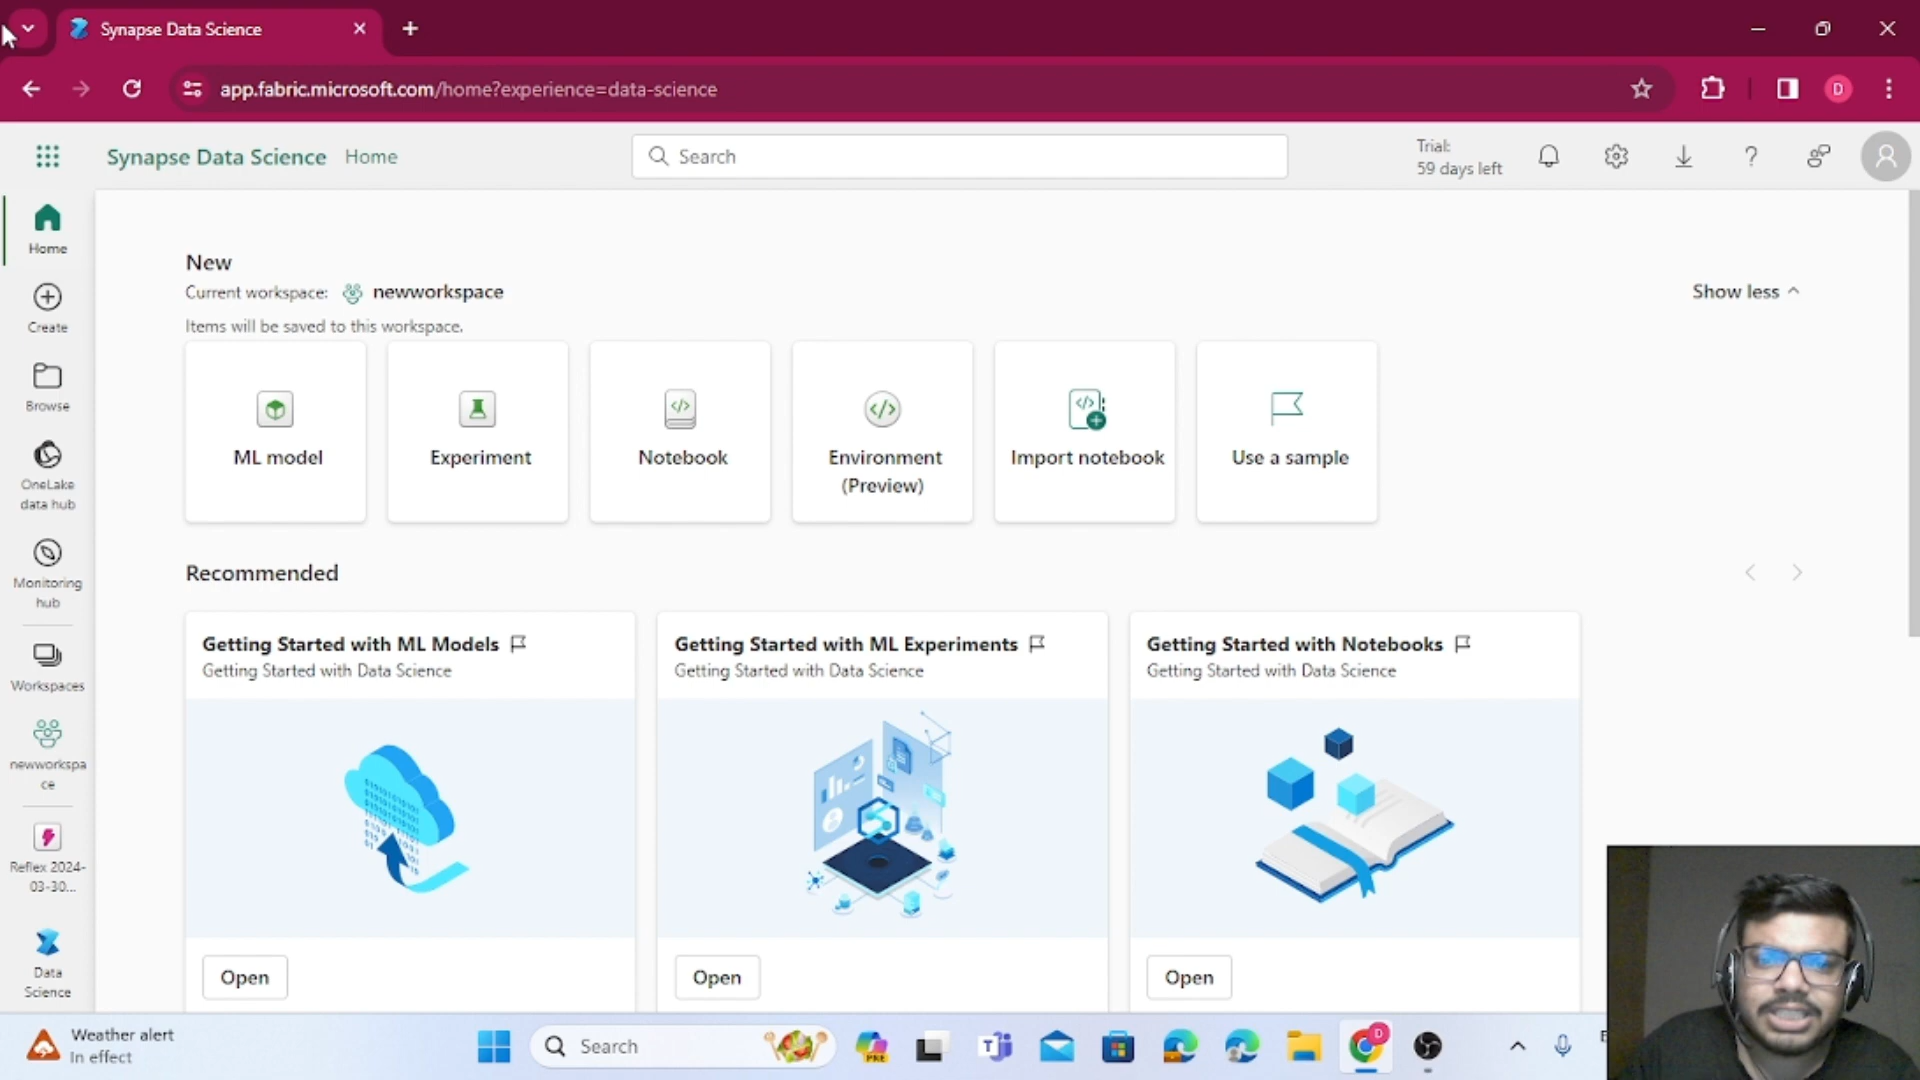 Synapse Data Science
app.fabric.microsoft.com/home?experience=data-science
D
Synapse Data Science Home
Search
Trial:
59 days left
Home
Create
Browse
OneLake
data hub
Monitoring
hub
Workspaces
newworkspa
ce
Reflex 2024-
03-30...
Data
Science
New
Current workspace: newworkspace
Show less
Items will be saved to this workspace.
ML model
Experiment
Notebook
Environment
(Preview)
Import notebook
Use a sample
Recommended
Getting Started with ML Models
Getting Started with Data Science
Open
Getting Started with ML Experiments
Getting Started with Data Science
Open
Getting Started with Notebooks
Getting Started with Data Science
Open
Weather alert
In effect
Search
PRE
D